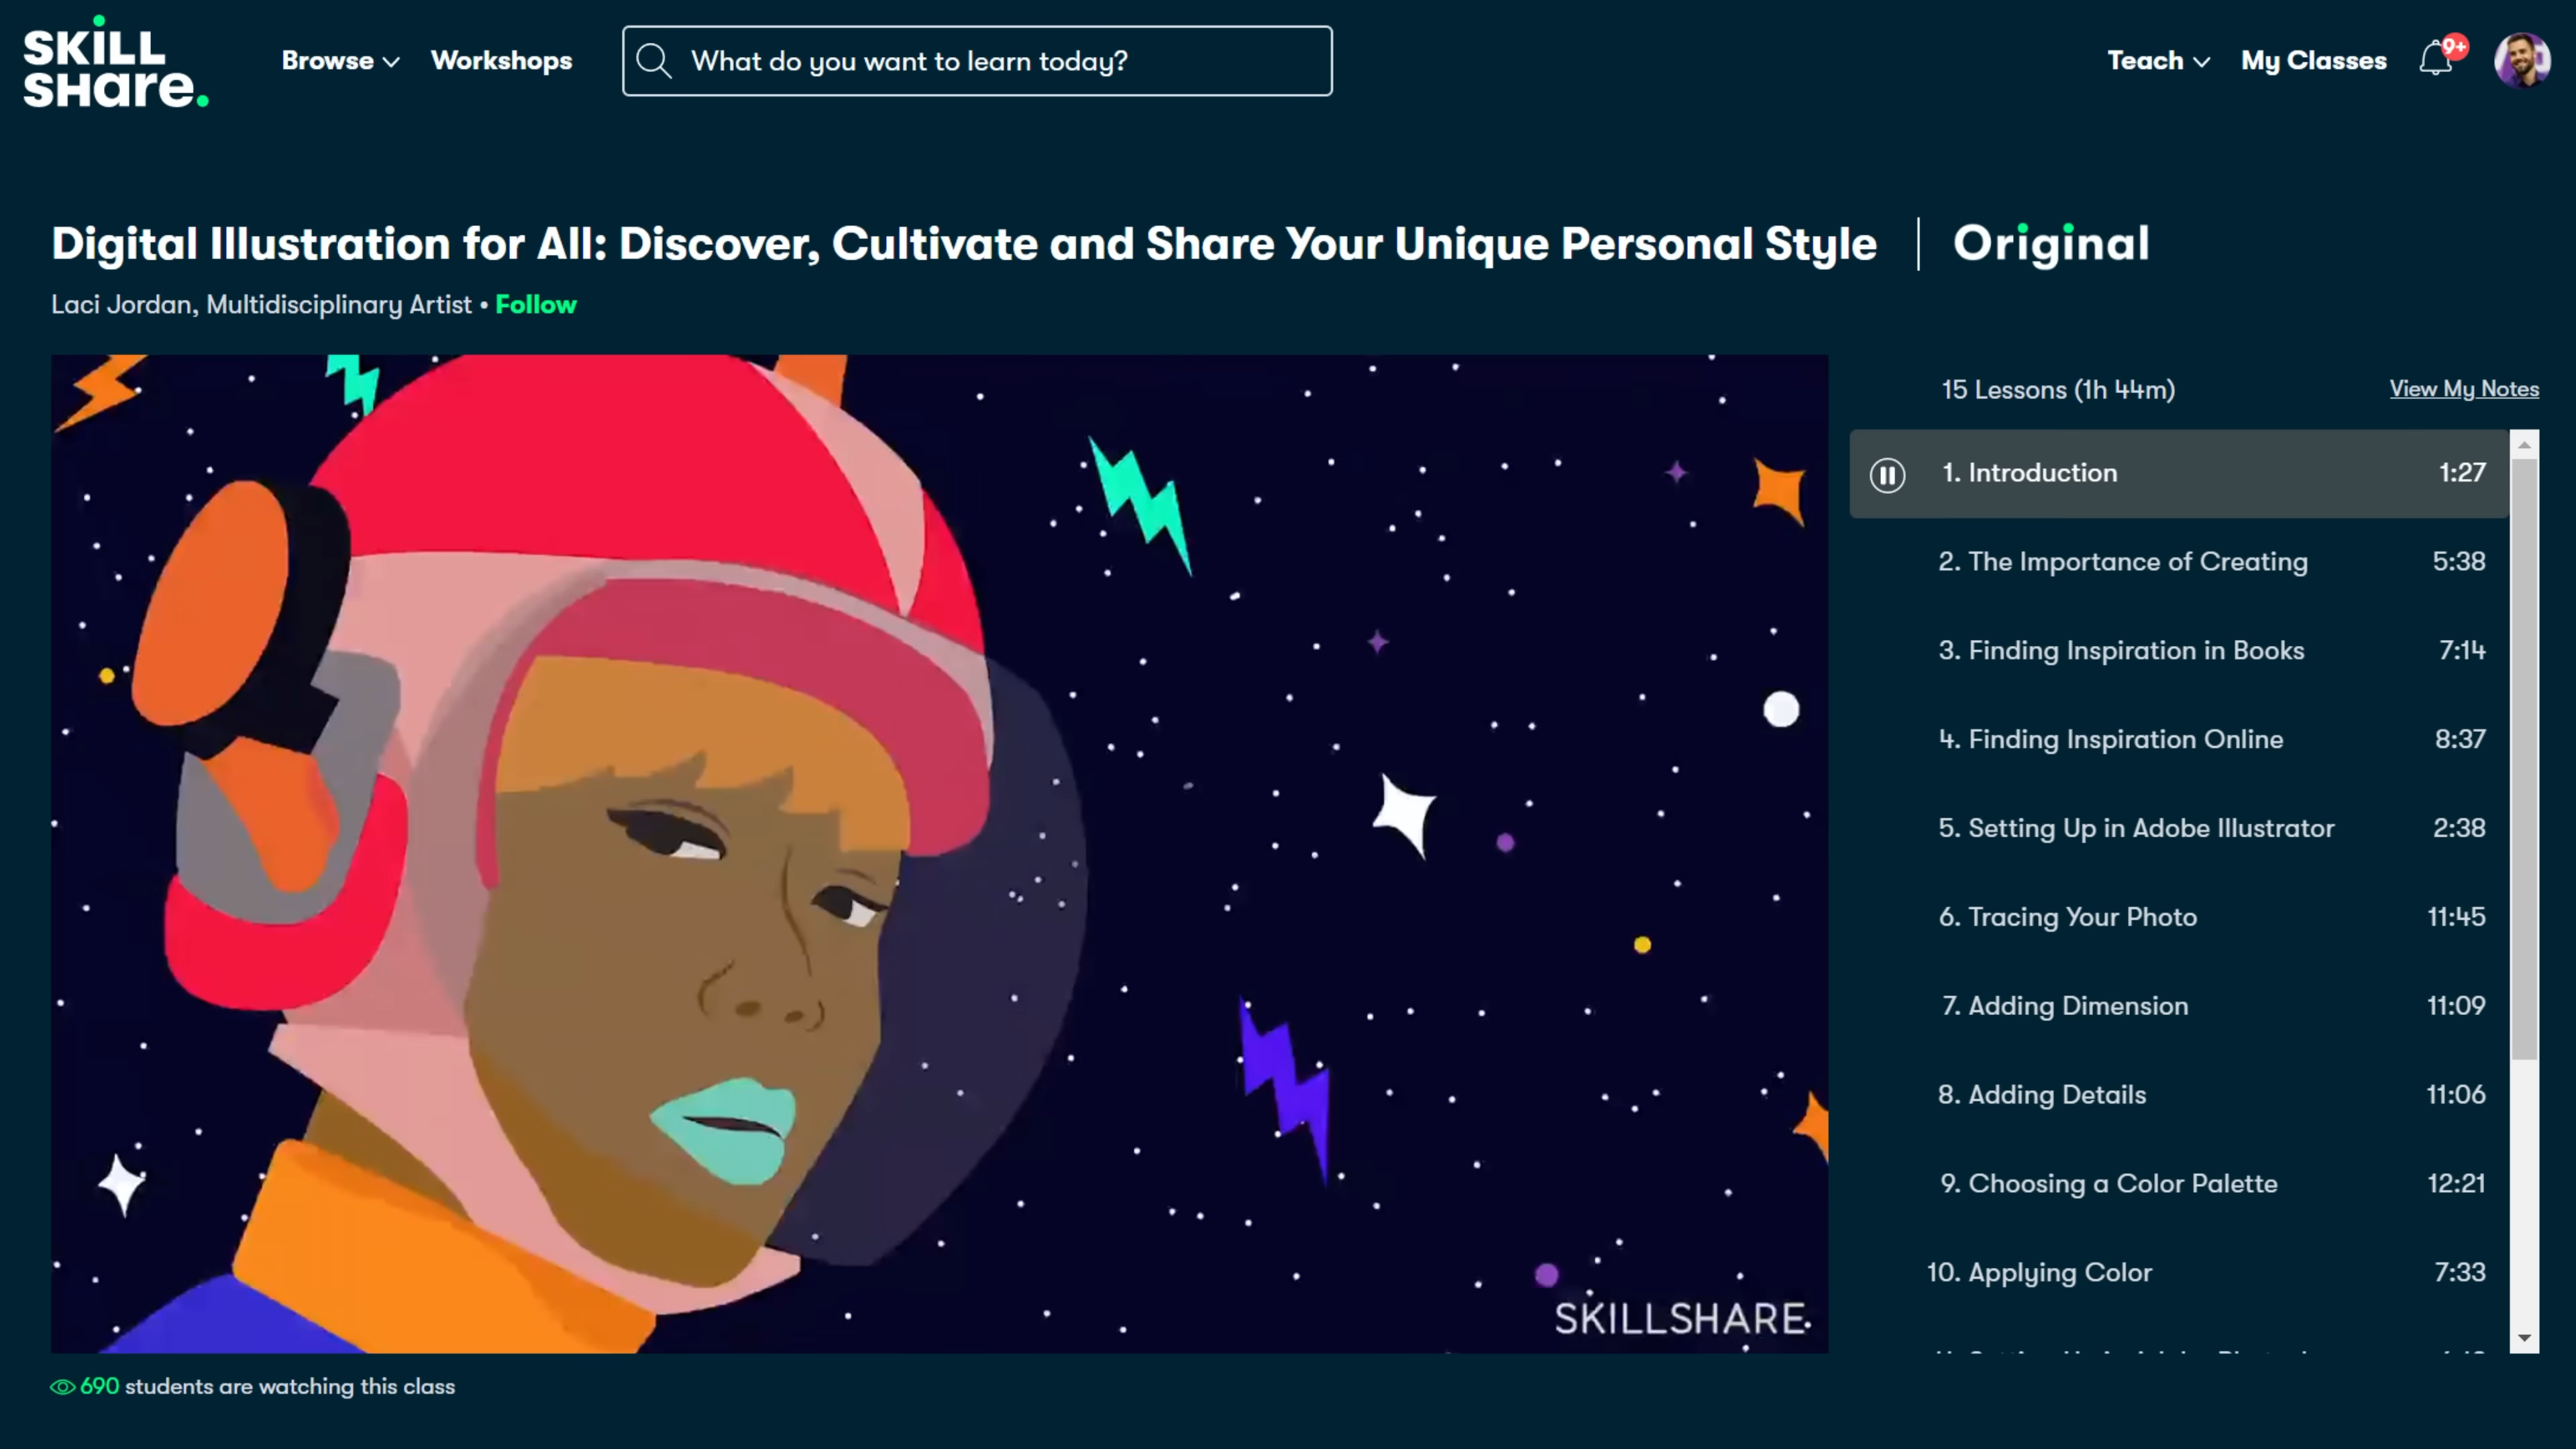 SKILL
SHare.
Browse
Workshops
What do you want to learn today?
Teach
My Classes
9+
Digital Illustration for All: Discover, Cultivate and Share Your Unique Personal Style
Original
Laci Jordan, Multidisciplinary Artist • Follow
15 Lessons (1h 44m)
View My Notes
1. Introduction 1:27
2. The Importance of Creating 5:38
3. Finding Inspiration in Books 7:14
4. Finding Inspiration Online 8:37
5. Setting Up in Adobe Illustrator 2:38
6. Tracing Your Photo 11:45
7. Adding Dimension 11:09
8. Adding Details 11:06
9. Choosing a Color Palette 12:21
10. Applying Color 7:33
SKILLSHARE.
690 students are watching this class